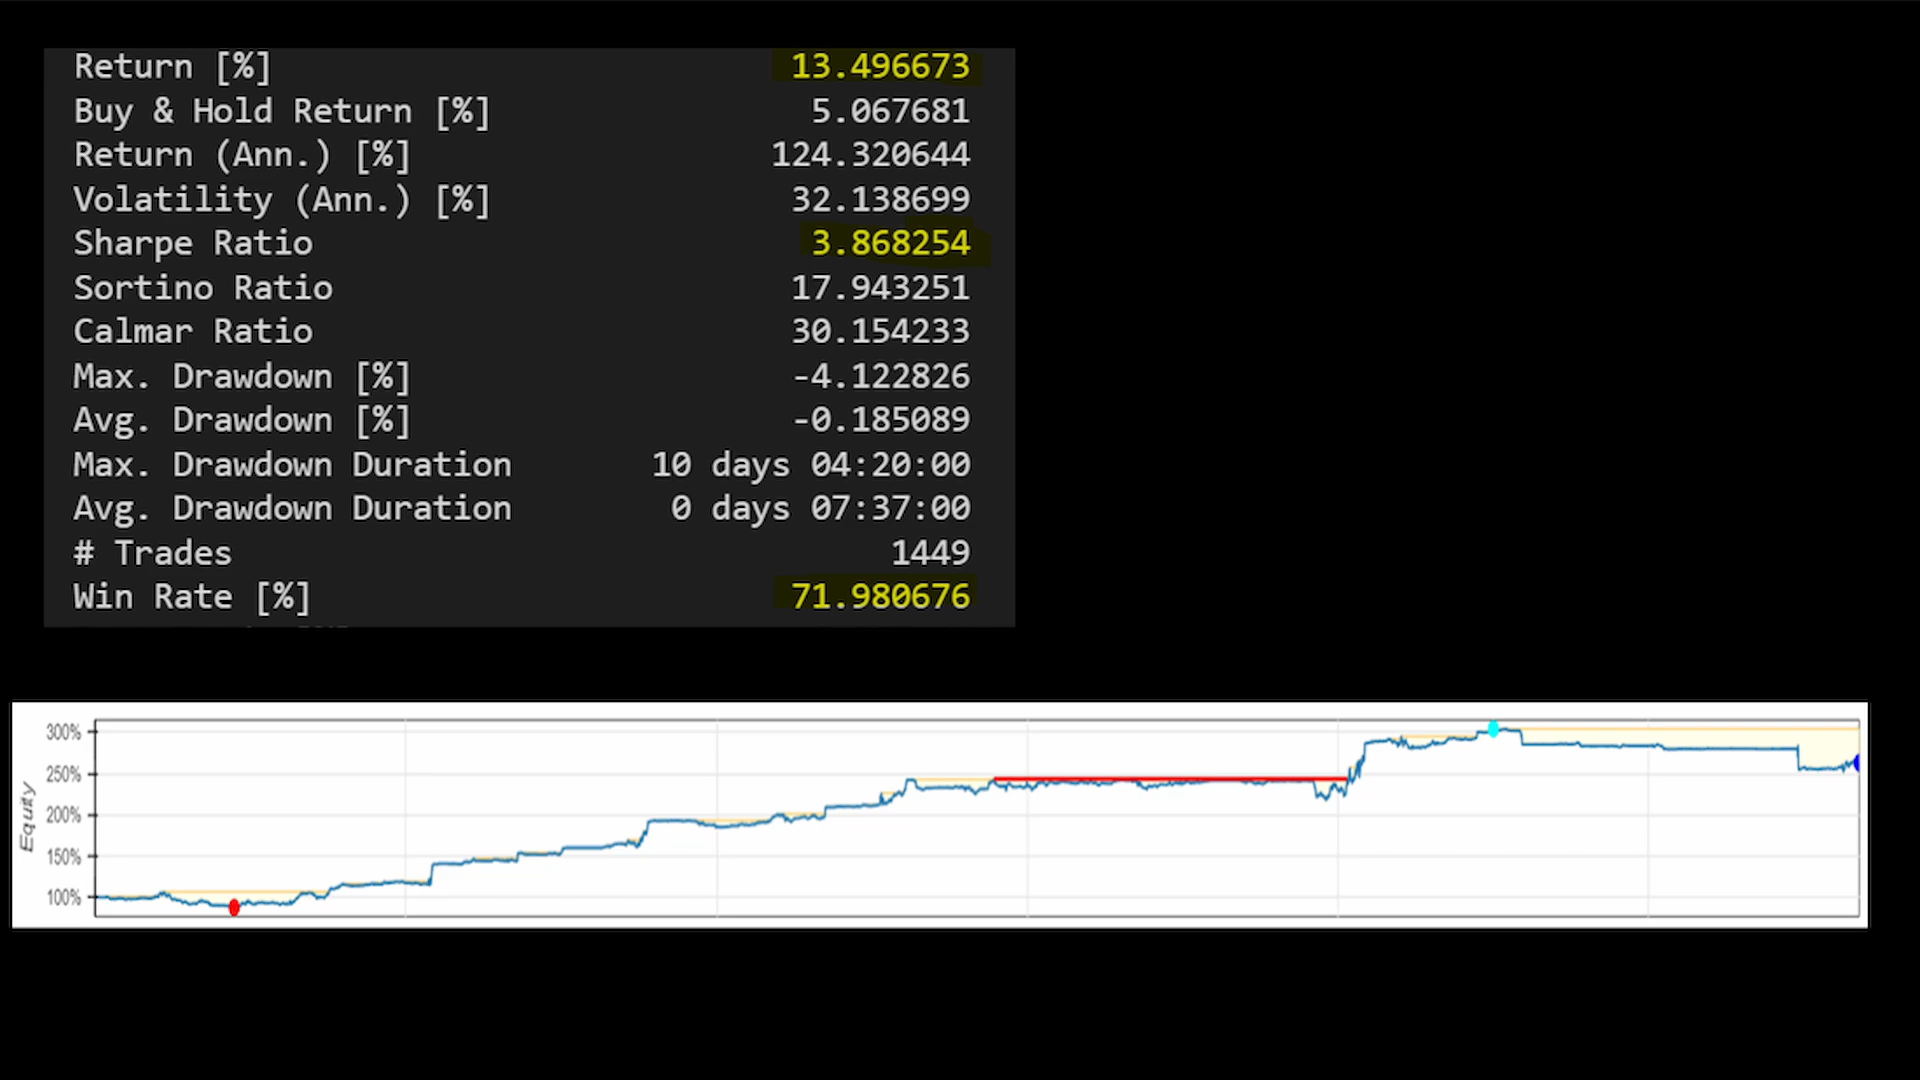 Return [%] 13.496673
Buy & Hold Return [%] 5.067681
Return (Ann.) [%] 124.320644
Volatility (Ann.) [%] 32.138699
Sharpe Ratio 3.868254
Sortino Ratio 17.943251
Calmar Ratio 30.154233
Max. Drawdown [%] -4.122826
Avg. Drawdown [%] -0.185089
Max. Drawdown Duration 10 days 04:20:00
Avg. Drawdown Duration 0 days 07:37:00
# Trades 1449
Win Rate [%] 71.980676
300%
250%
200%
150%
100%
Equity